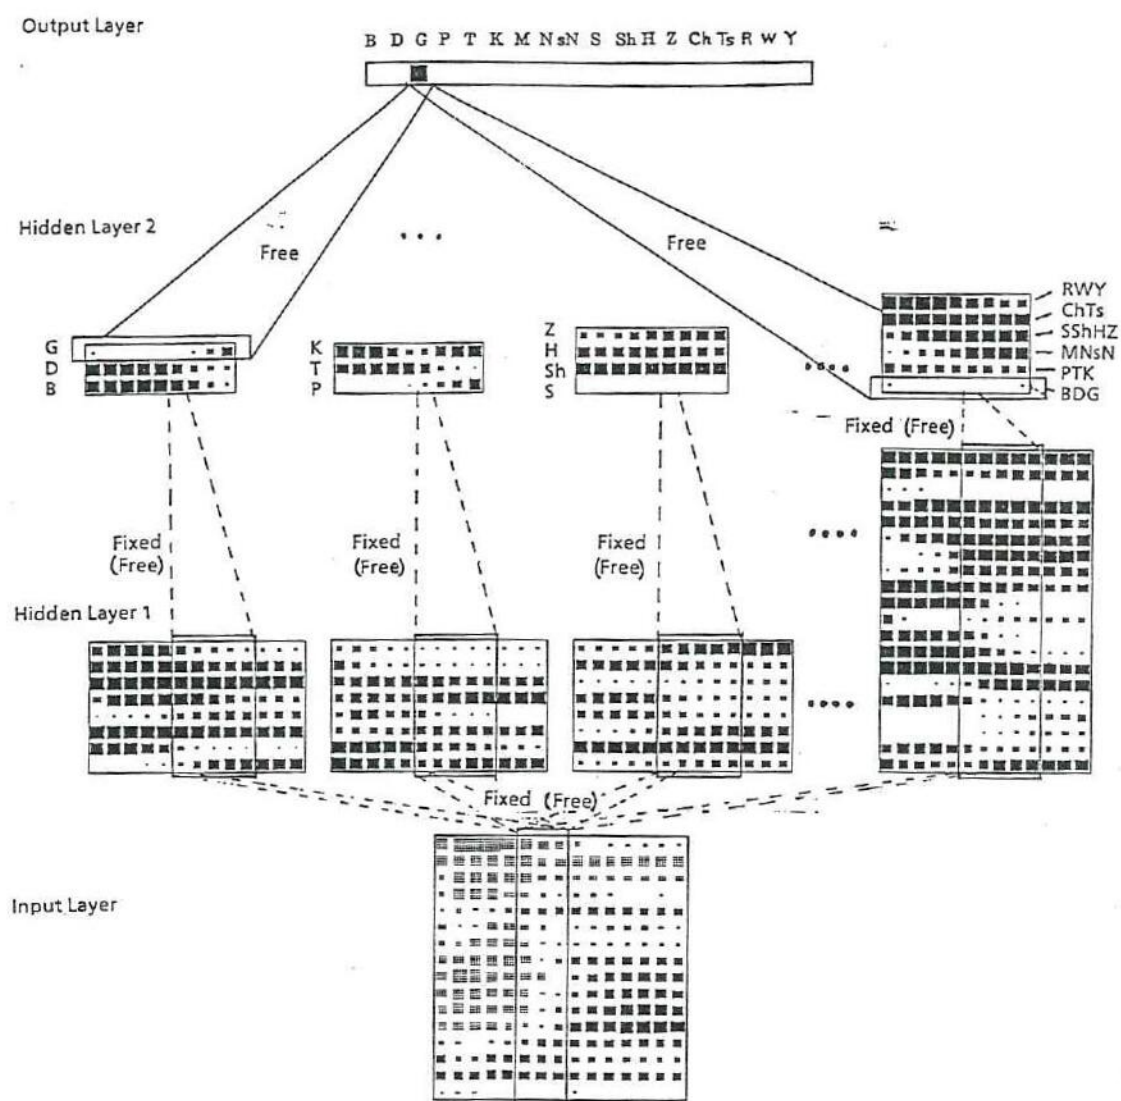 Output Layer
B D G P T K M N sN S Sh H Z Ch Ts R W Y
Hidden Layer 2
Free
Free
RWY
ChTs
SShHZ
MNsN
PTK
BDG
G
D
B
K
T
P
Z
H
Sh
S
Fixed (Free)
Fixed
(Free)
Fixed
(Free)
Fixed
(Free)
Hidden Layer 1
Fixed (Free)
Input Layer